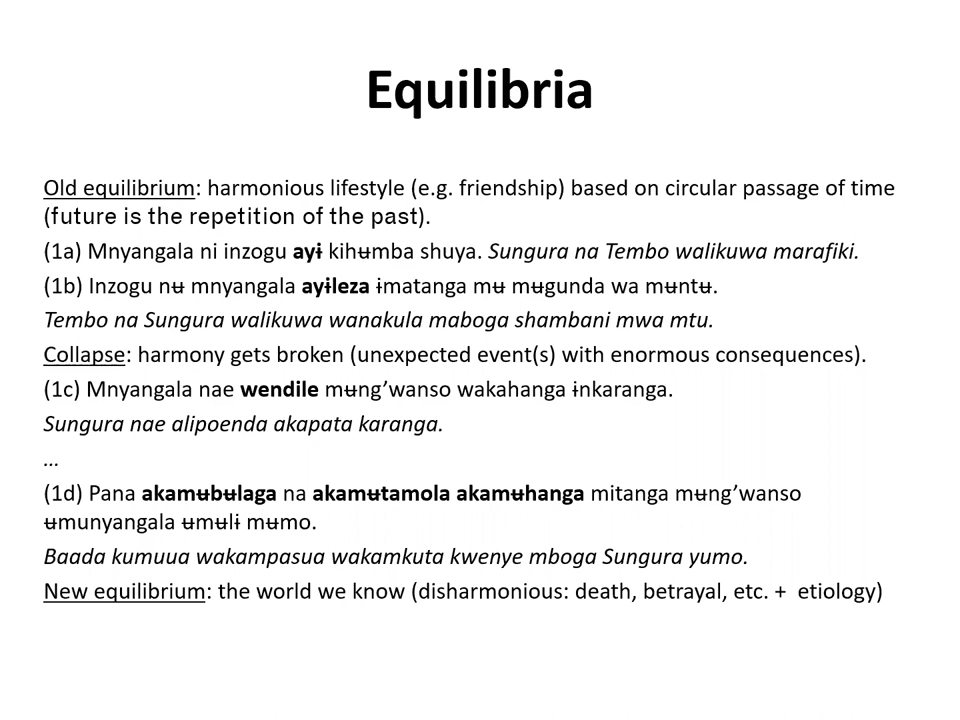 Equilibria
Old equilibrium: harmonious lifestyle (e.g. friendship) based on circular passage of time
(future is the repetition of the past).
(1a) Mnyangala ni inzogu ayɨ kihʉmba shuya. Sungura na Tembo walikuwa marafiki.
(1b) Inzogu nʉ mnyangala ayɨleza ɨmatanga mʉ mʉgunda wa mʉntʉ.
Tembo na Sungura walikuwa wanakula maboga shambani mwa mtu.
Collapse: harmony gets broken (unexpected event(s) with enormous consequences).
(1c) Mnyangala nae wendile mʉng’wanso wakahanga ɨnkaranga.
Sungura nae alipoenda akapata karanga.
…
(1d) Pana akamʉbʉlaga na akamʉtamola akamʉhanga mitanga mʉng’wanso
ʉmunyangala ʉmʉlɨ mʉmo.
Baada kumuua wakampasua wakamkuta kwenye mboga Sungura yumo.
New equilibrium: the world we know (disharmonious: death, betrayal, etc. + etiology)